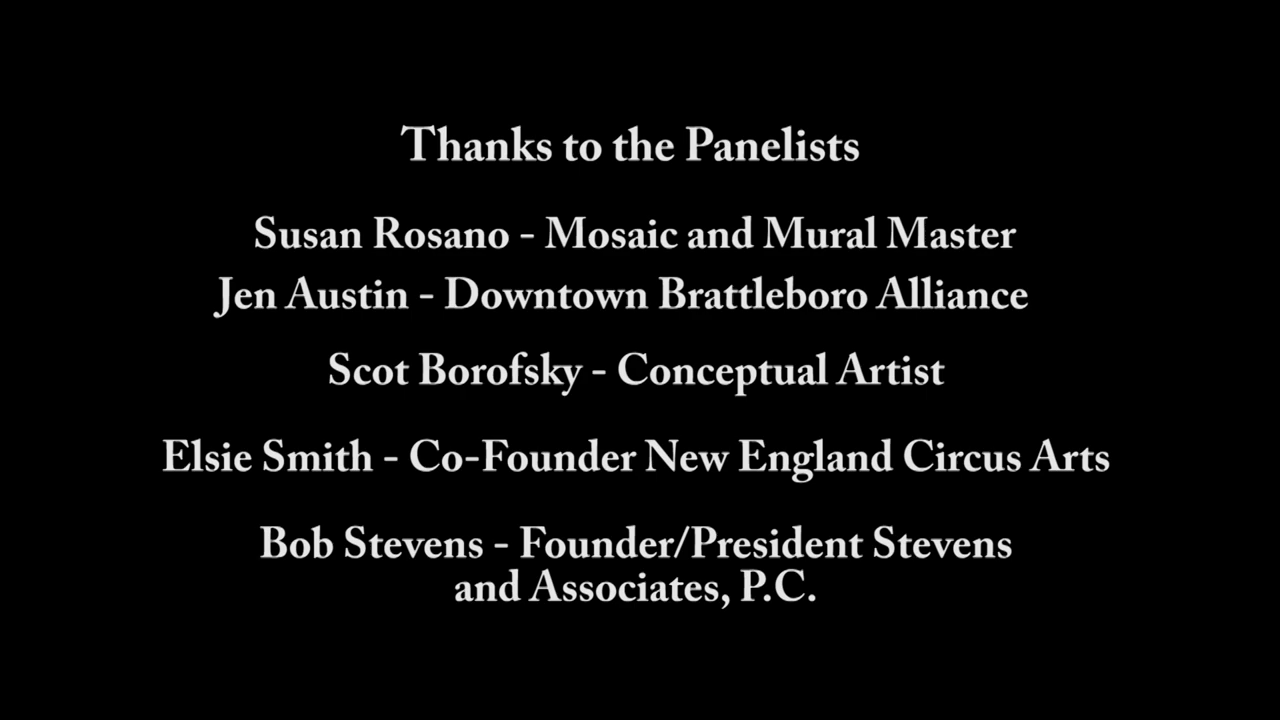 Thanks to the Panelists
Susan Rosano - Mosaic and Mural Master
Jen Austin - Downtown Brattleboro Alliance
Scot Borofsky - Conceptual Artist
Elsie Smith - Co-Founder New England Circus Arts
Bob Stevens - Founder/President Stevens
and Associates, P.C.